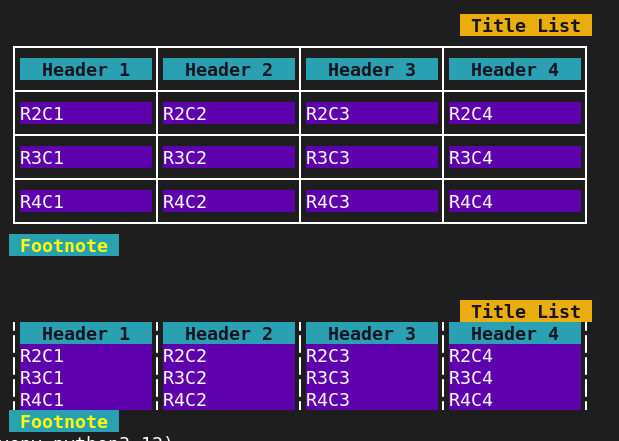 Title List
Header 1 Header 2 Header 3 Header 4
R2C1 R2C2 R2C3 R2C4
R3C1 R3C2 R3C3 R3C4
R4C1 R4C2 R4C3 R4C4
Footnote
Title List
Header 1 Header 2 Header 3 Header 4
R2C1 R2C2 R2C3 R2C4
R3C1 R3C2 R3C3 R3C4
R4C1 R4C2 R4C3 R4C4
Footnote
python3.12)